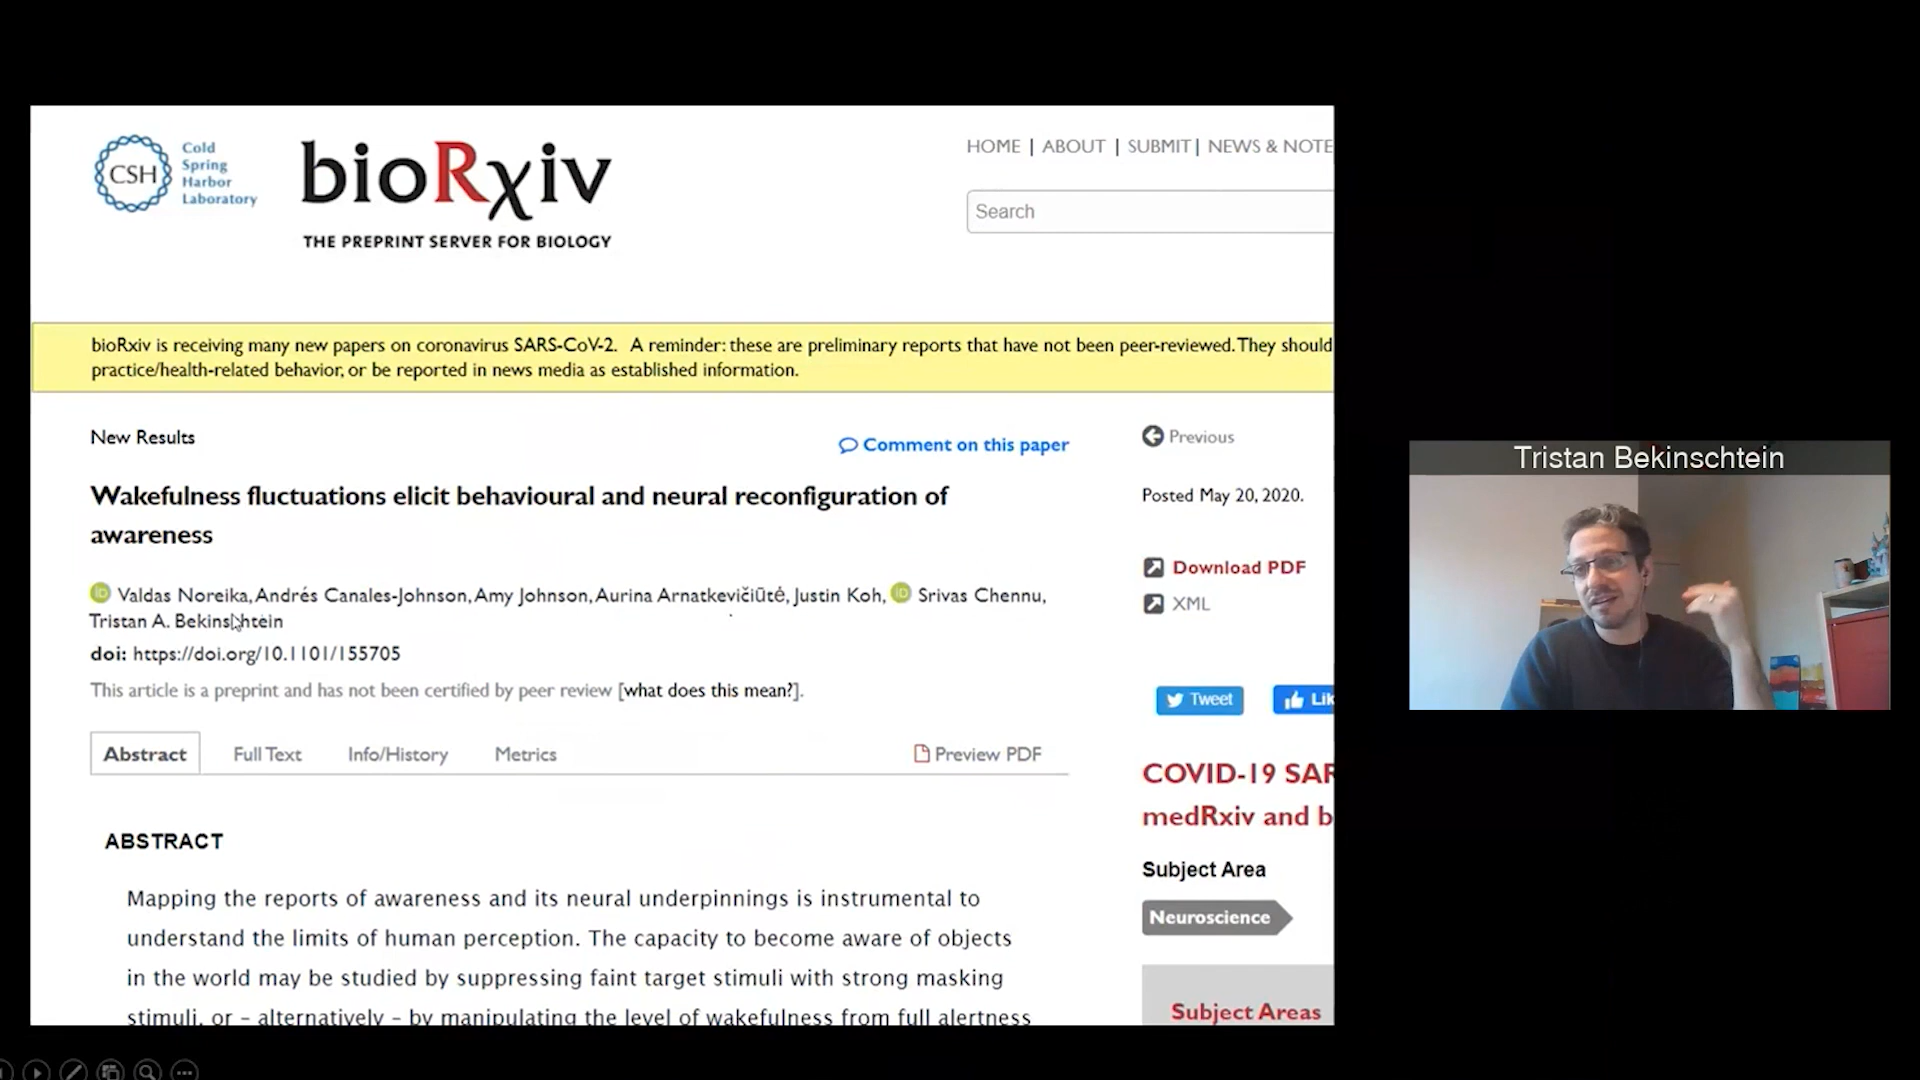 CSH
Cold
Spring
Harbor
Laboratory
bioRxiv
THE PREPRINT SERVER FOR BIOLOGY
HOME | ABOUT | SUBMIT | NEWS & NOTE
Search
bioRxiv is receiving many new papers on coronavirus SARS-CoV-2. A reminder: these are preliminary reports that have not been peer-reviewed. They should
practice/health-related behavior, or be reported in news media as established information.
New Results
Comment on this paper
Wakefulness fluctuations elicit behavioural and neural reconfiguration of
awareness
iD Valdas Noreika, Andrés Canales-Johnson, Amy Johnson, Aurina Arnatkevičiūtė, Justin Koh, iD Srivas Chennu,
Tristan A. Bekinschtein
doi: https://doi.org/10.1101/155705
This article is a preprint and has not been certified by peer review [what does this mean?].
Abstract Full Text Info/History Metrics Preview PDF
ABSTRACT
Mapping the reports of awareness and its neural underpinnings is instrumental to
understand the limits of human perception. The capacity to become aware of objects
in the world may be studied by suppressing faint target stimuli with strong masking
stimuli, or – alternatively – by manipulating the level of wakefulness from full alertness
Previous
Posted May 20, 2020.
Download PDF
XML
Tweet
Lik
COVID-19 SAR
medRxiv and b
Subject Area
Neuroscience
Subject Areas
Tristan Bekinschtein